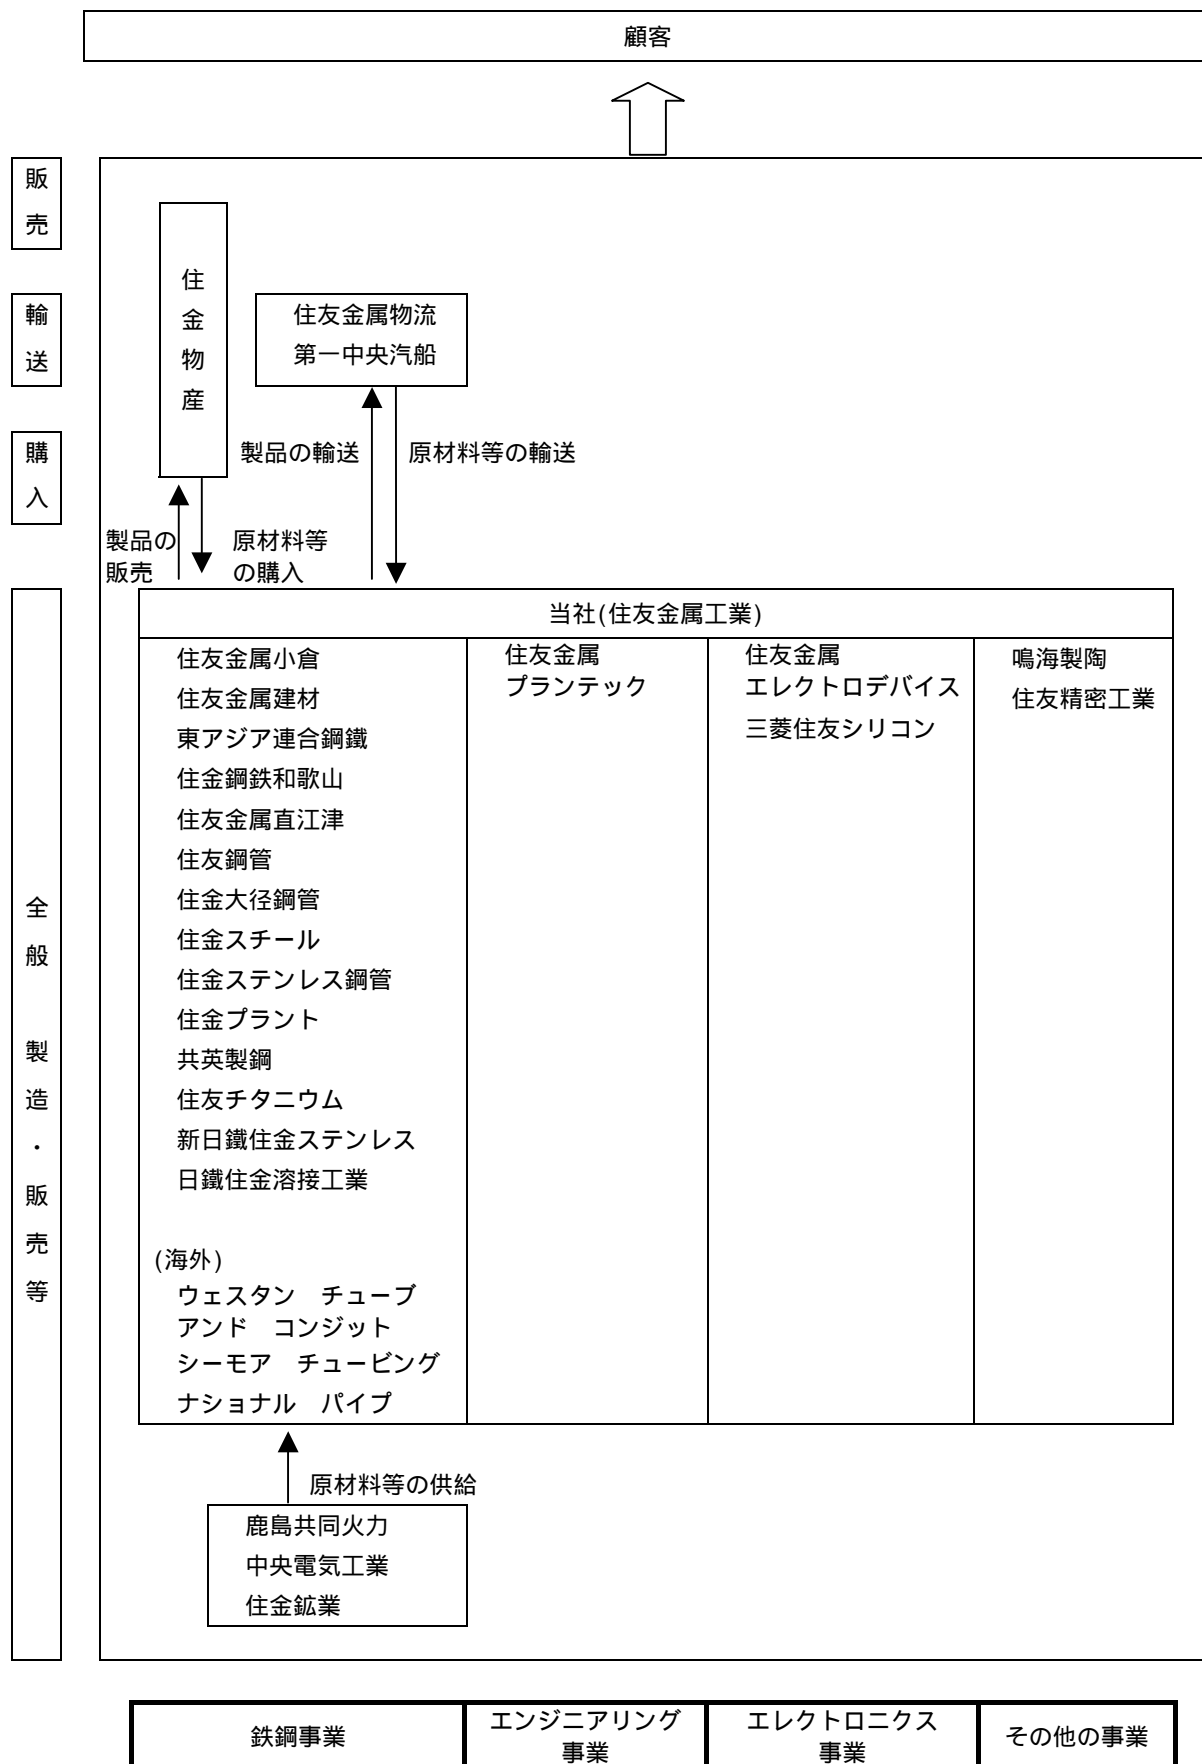 顧客
販売
輸送
購入
全般 製造・販売等
住金物産
住友金属物流
第一中央汽船
製品の輸送
原材料等の輸送
製品の
販売
原材料等
の購入
当社(住友金属工業)
住友金属小倉
住友金属建材
東アジア連合鋼鐵
住金鋼鉄和歌山
住友金属直江津
住友鋼管
住金大径鋼管
住金スチール
住金ステンレス鋼管
住金プラント
共英製鋼
住友チタニウム
新日鐵住金ステンレス
日鐵住金溶接工業
(海外)
ウェスタン　チューブ
アンド　コンジット
シーモア　チュービング
ナショナル　パイプ
住友金属
プランテック
住友金属
エレクトロデバイス
三菱住友シリコン
鳴海製陶
住友精密工業
原材料等の供給
鹿島共同火力
中央電気工業
住金鉱業
鉄鋼事業
エンジニアリング
事業
エレクトロニクス
事業
その他の事業